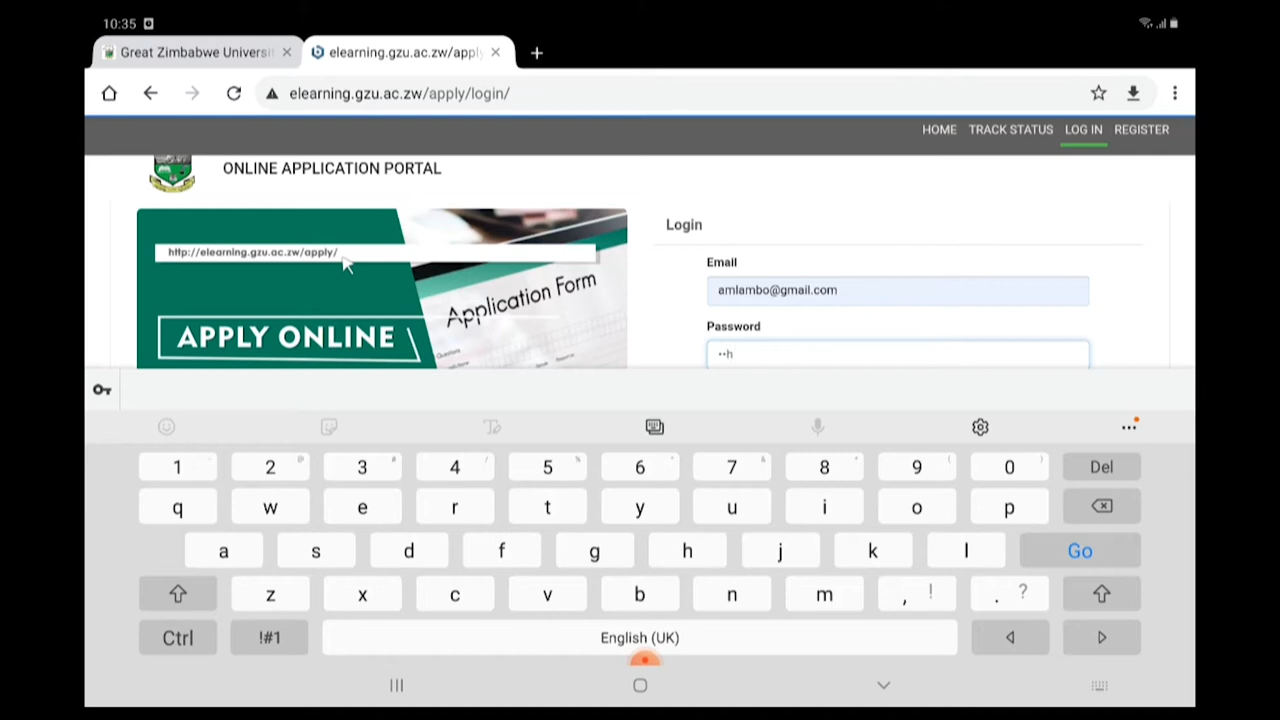 10:35
Great Zimbabwe Universit
elearning.gzu.ac.zw/appl
elearning.gzu.ac.zw/apply/login/
HOME TRACK STATUS LOG IN REGISTER
ONLINE APPLICATION PORTAL
http://elearning.gzu.ac.zw/apply/
Application Form
APPLY ONLINE
Login
Email
amlambo@gmail.com
Password
••h
1 2 3 4 5 6 7 8 9 0 Del
q w e r t y u i o p
a s d f g h j k l Go
z x c v b n m , ! . ?
Ctrl !#1 English (UK)